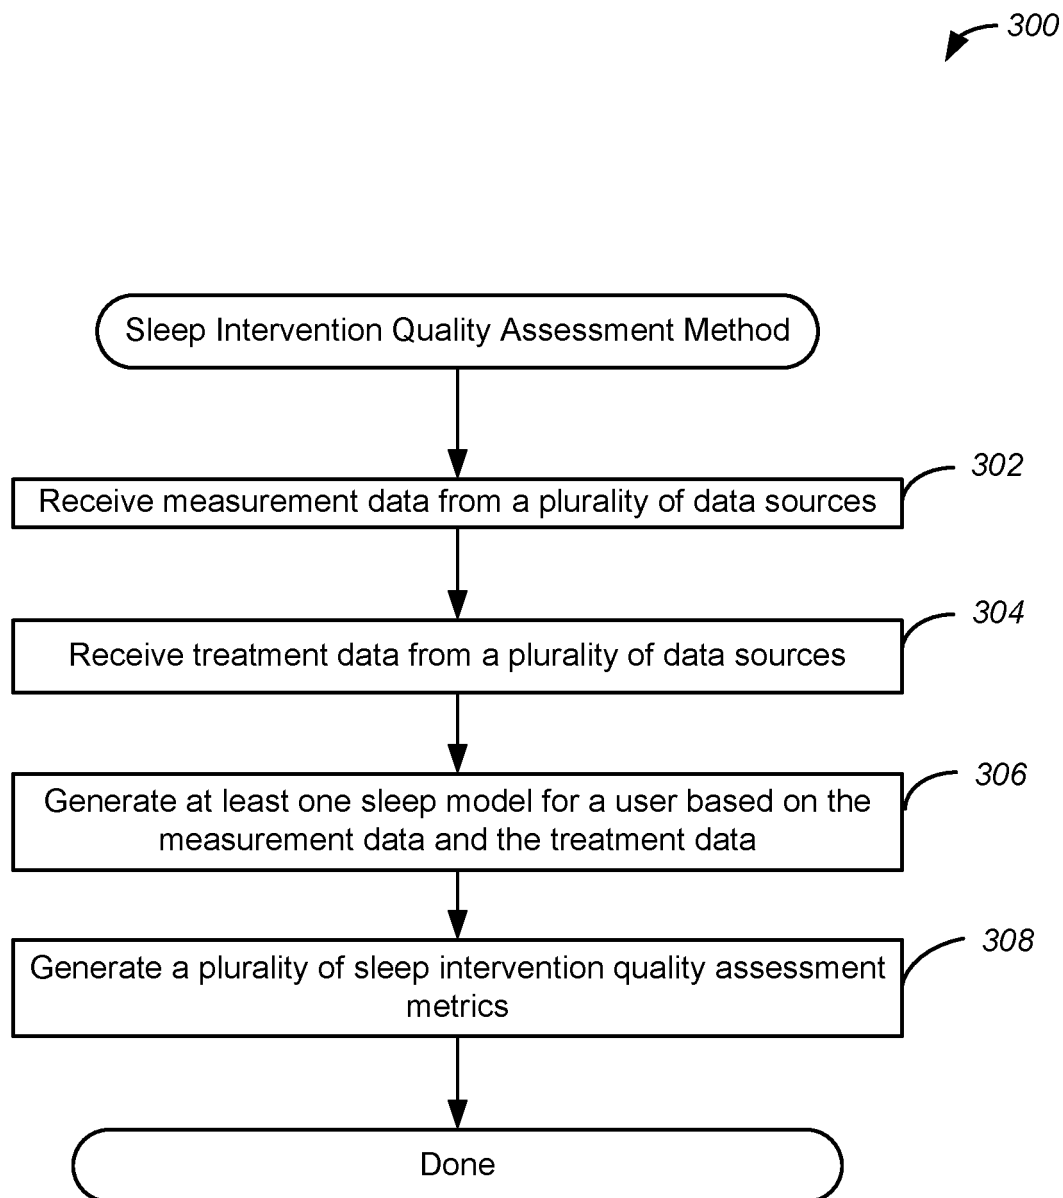 300
Sleep Intervention Quality Assessment Method
302
Receive measurement data from a plurality of data sources
304
Receive treatment data from a plurality of data sources
306
Generate at least one sleep model for a user based on the
measurement data and the treatment data
308
Generate a plurality of sleep intervention quality assessment
metrics
Done